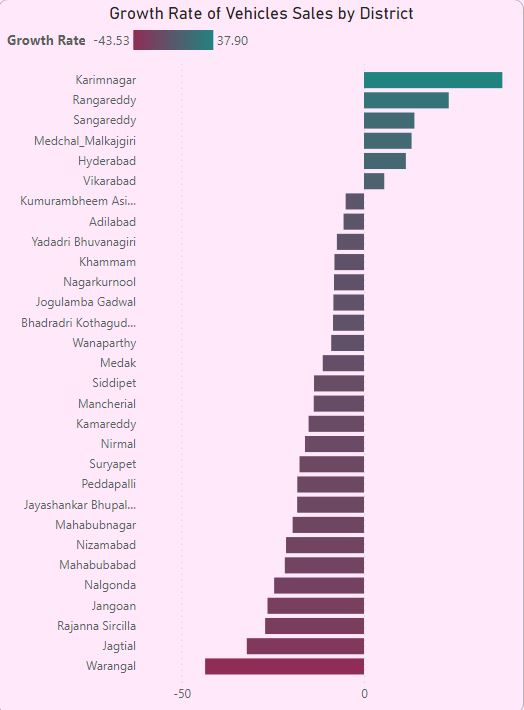 Growth Rate of Vehicles Sales by District
Growth Rate -43.53 37.90
Karimnagar
Rangareddy
Sangareddy
Medchal_Malkajgiri
Hyderabad
Vikarabad
Kumurambheem Asi...
Adilabad
Yadadri Bhuvanagiri
Khammam
Nagarkurnool
Jogulamba Gadwal
Bhadradri Kothagud...
Wanaparthy
Medak
Siddipet
Mancherial
Kamareddy
Nirmal
Suryapet
Peddapalli
Jayashankar Bhupal...
Mahabubnagar
Nizamabad
Mahabubabad
Nalgonda
Jangoan
Rajanna Sircilla
Jagtial
Warangal
-50 0